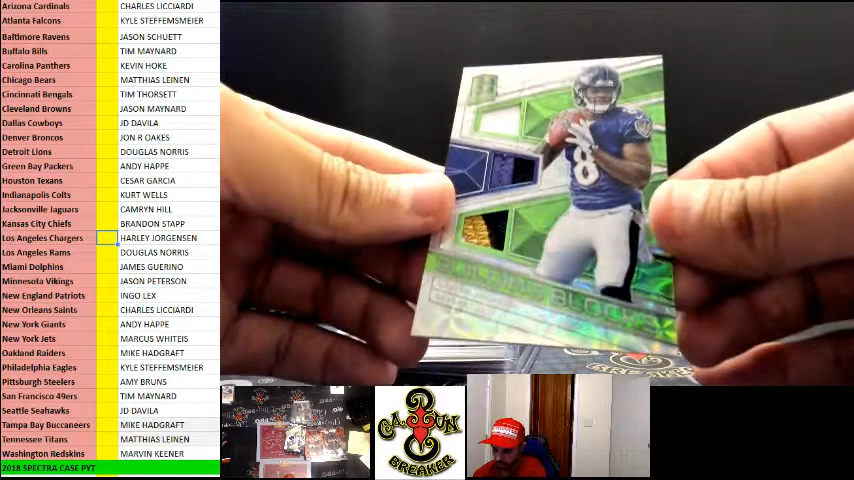 Arizona Cardinals CHARLES LICCIARDI
Atlanta Falcons KYLE STEFFEMSMEIER
Baltimore Ravens JASON SCHUETT
Buffalo Bills TIM MAYNARD
Carolina Panthers KEVIN HOKE
Chicago Bears MATTHIAS LEINEN
Cincinnati Bengals TIM THORSETT
Cleveland Browns JASON MAYNARD
Dallas Cowboys JD DAVILA
Denver Broncos JON R OAKES
Detroit Lions DOUGLAS NORRIS
Green Bay Packers ANDY HAPPE
Houston Texans CESAR GARCIA
Indianapolis Colts KURT WELLS
Jacksonville Jaguars CAMRYN HILL
Kansas City Chiefs BRANDON STAPP
Los Angeles Chargers HARLEY JORGENSEN
Los Angeles Rams DOUGLAS NORRIS
Miami Dolphins JAMES GUERINO
Minnesota Vikings JASON PETERSON
New England Patriots INGO LEX
New Orleans Saints CHARLES LICCIARDI
New York Giants ANDY HAPPE
New York Jets MARCUS WHITEIS
Oakland Raiders MIKE HADGRAFT
Philadelphia Eagles KYLE STEFFEMSMEIER
Pittsburgh Steelers AMY BRUNS
San Francisco 49ers TIM MAYNARD
Seattle Seahawks JD DAVILA
Tampa Bay Buccaneers MIKE HADGRAFT
Tennessee Titans MATTHIAS LEINEN
Washington Redskins MARVIN KEENER
2018 SPECTRA CASE PYT
8
BUILDING BLOCKS
CAJUN
BREAKER